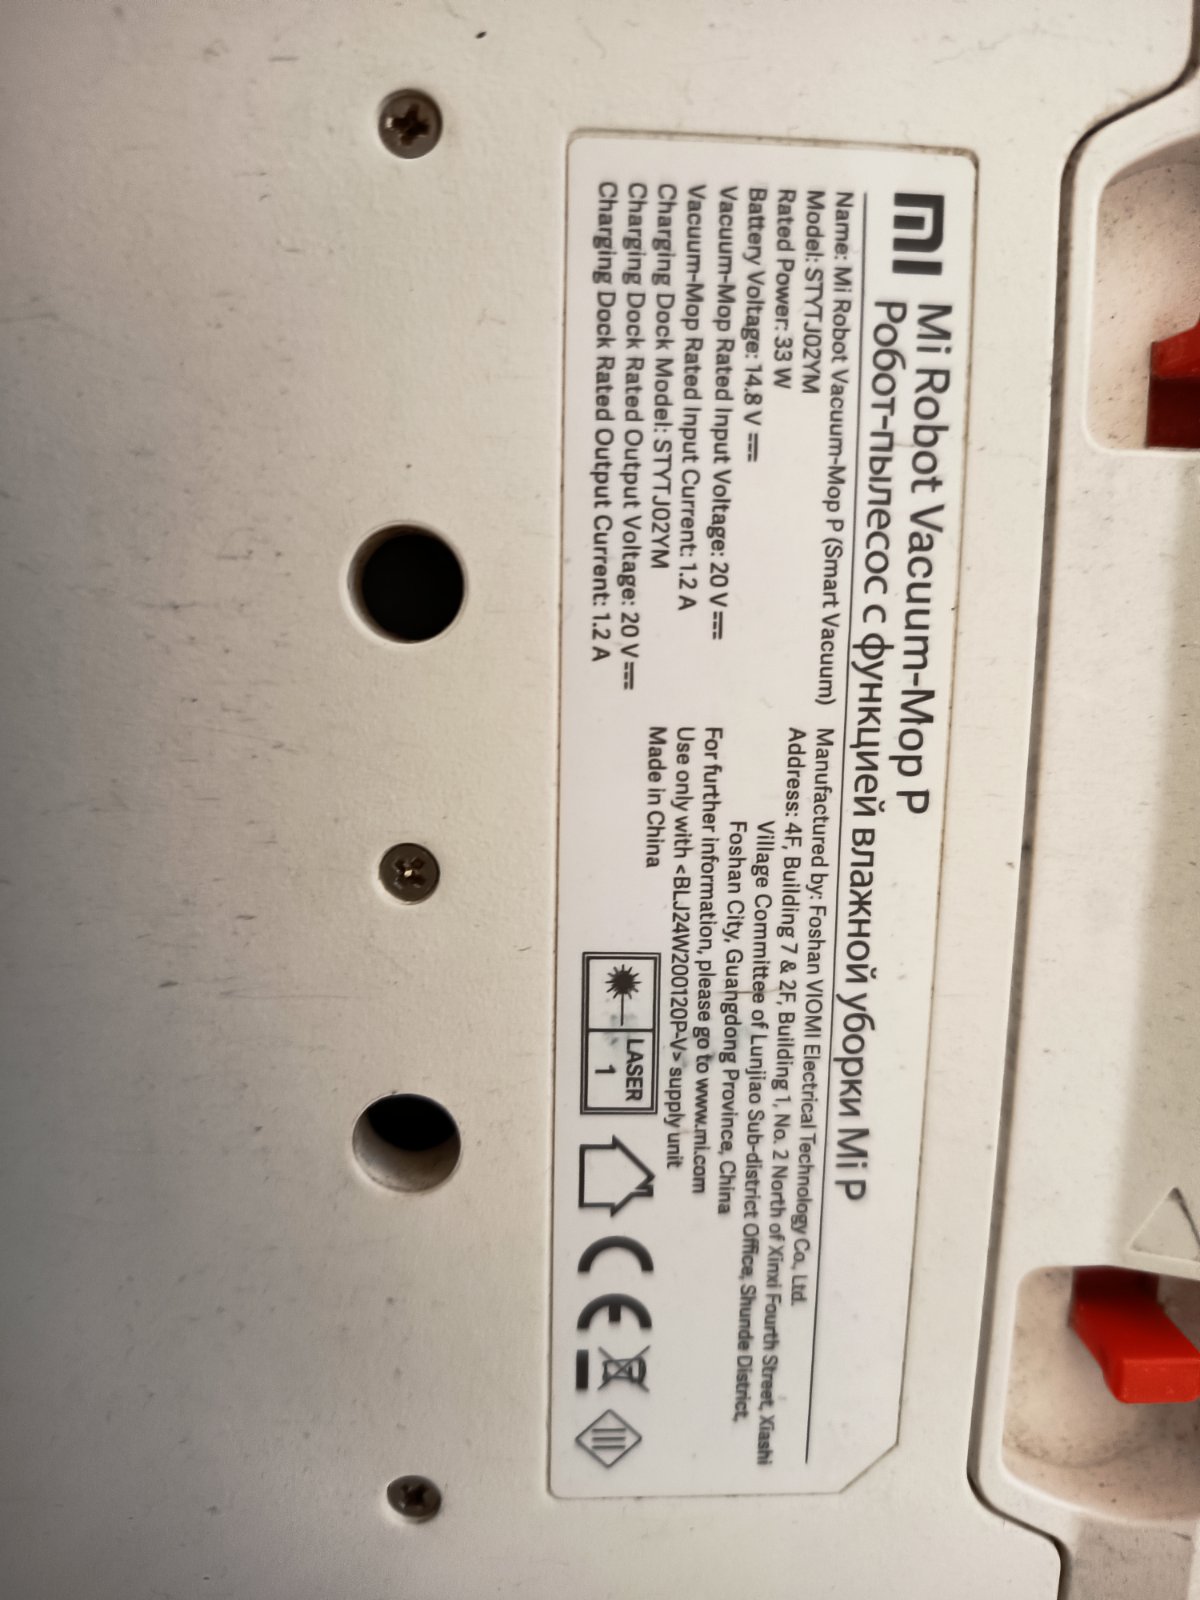 mi Mi Robot Vacuum-Mop P
Робот-пылесос с функцией влажной уборки Mi P
Name: Mi Robot Vacuum-Mop P (Smart Vacuum)
Model: STYTJ02YM
Rated Power: 33 W
Battery Voltage: 14.8 V ⎓
Vacuum-Mop Rated Input Voltage: 20 V ⎓
Vacuum-Mop Rated Input Current: 1.2 A
Charging Dock Model: STYTJ02YM
Charging Dock Rated Output Voltage: 20 V ⎓
Charging Dock Rated Output Current: 1.2 A
Manufactured by: Foshan VIOMI Electrical Technology Co., Ltd.
Address: 4F, Building 7 & 2F, Building 1, No. 2 North of Xinxi Fourth Street, Xiashi
Village Committee of Lunjiao Sub-district Office, Shunde District,
Foshan City, Guangdong Province, China
For further information, please go to www.mi.com
Use only with <BLJ24W200120P-V> supply unit
Made in China
LASER
1
CE